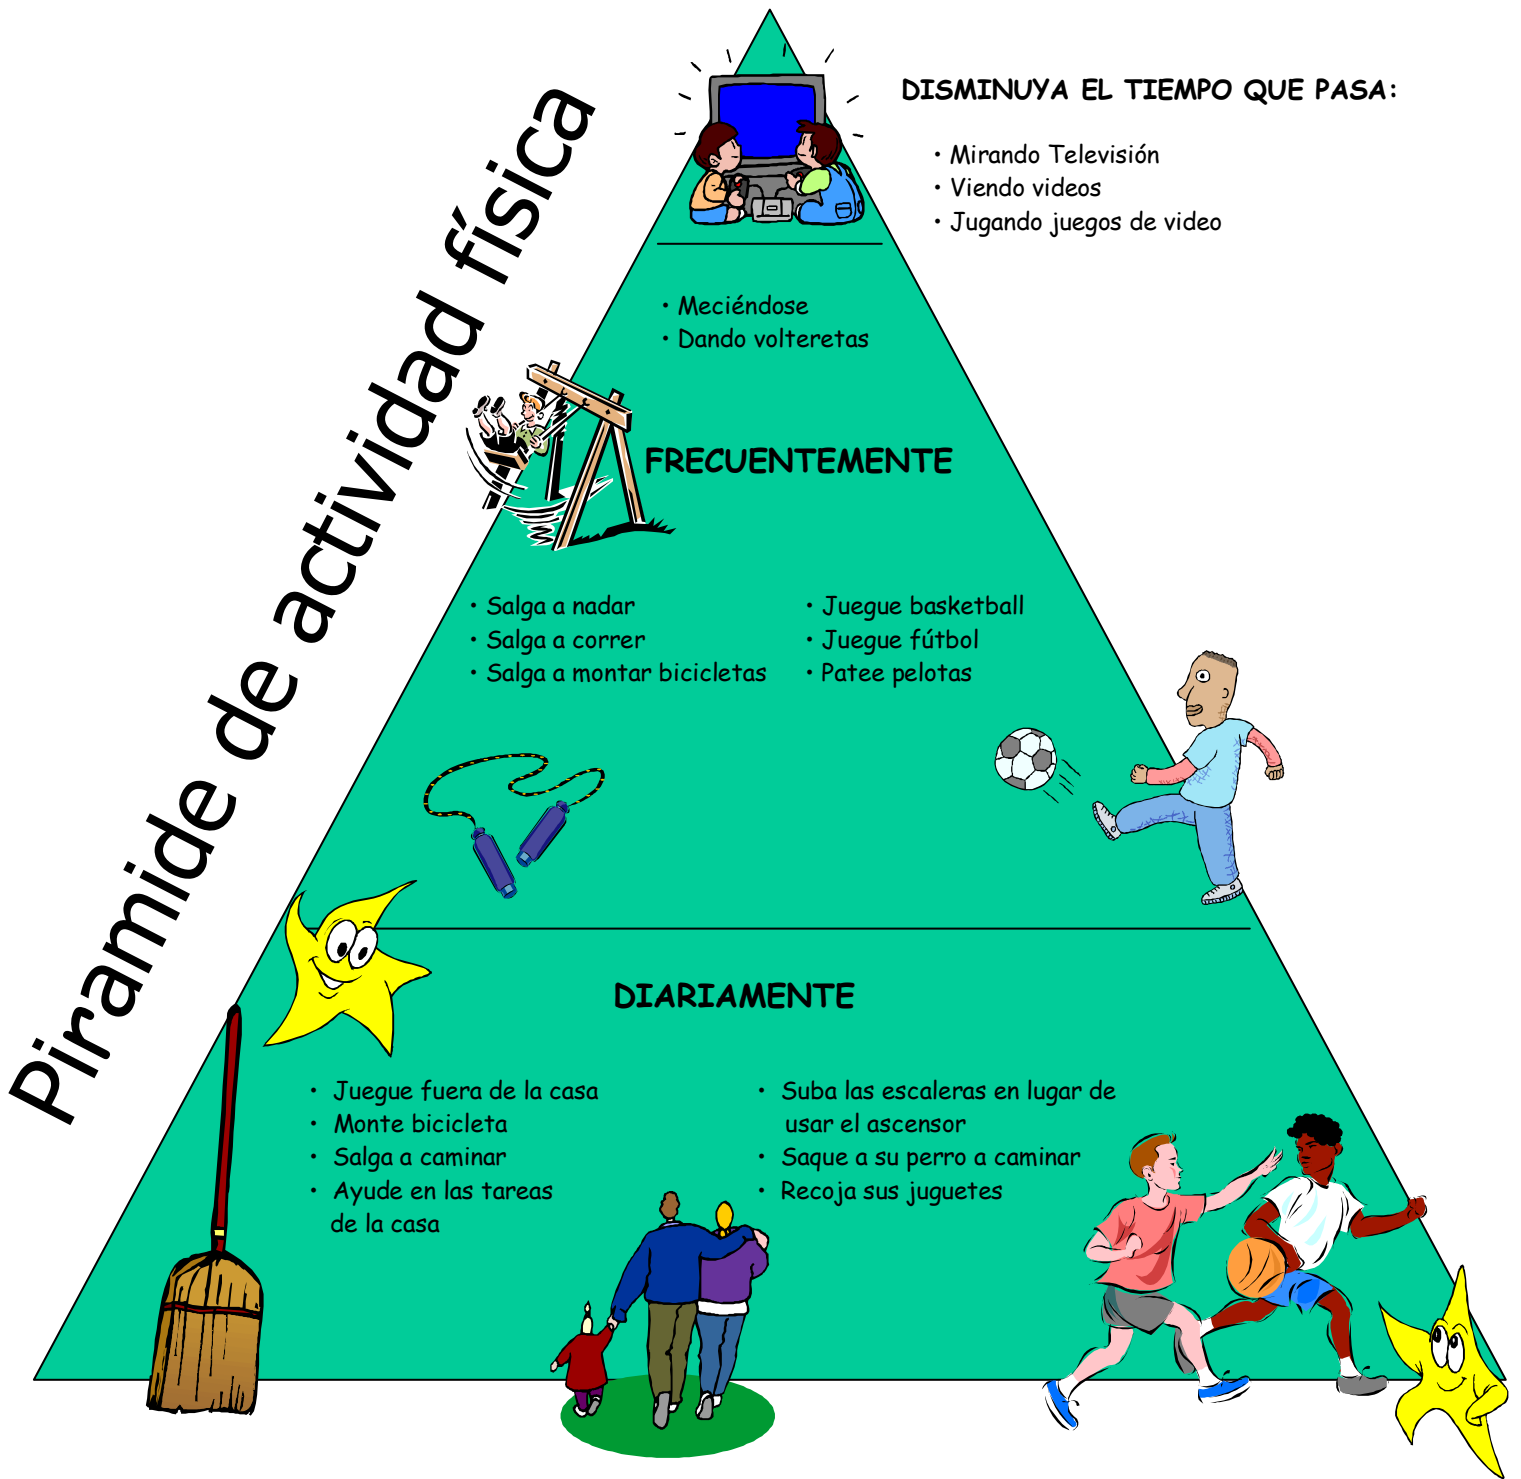 Piramide de actividad física
DISMINUYA EL TIEMPO QUE PASA:
• Mirando Televisión
• Viendo videos
• Jugando juegos de video
• Meciéndose
• Dando volteretas
FRECUENTEMENTE
• Salga a nadar
• Salga a correr
• Salga a montar bicicletas
• Juegue basketball
• Juegue fútbol
• Patee pelotas
DIARIAMENTE
• Juegue fuera de la casa
• Monte bicicleta
• Salga a caminar
• Ayude en las tareas
de la casa
• Suba las escaleras en lugar de
usar el ascensor
• Saque a su perro a caminar
• Recoja sus juguetes